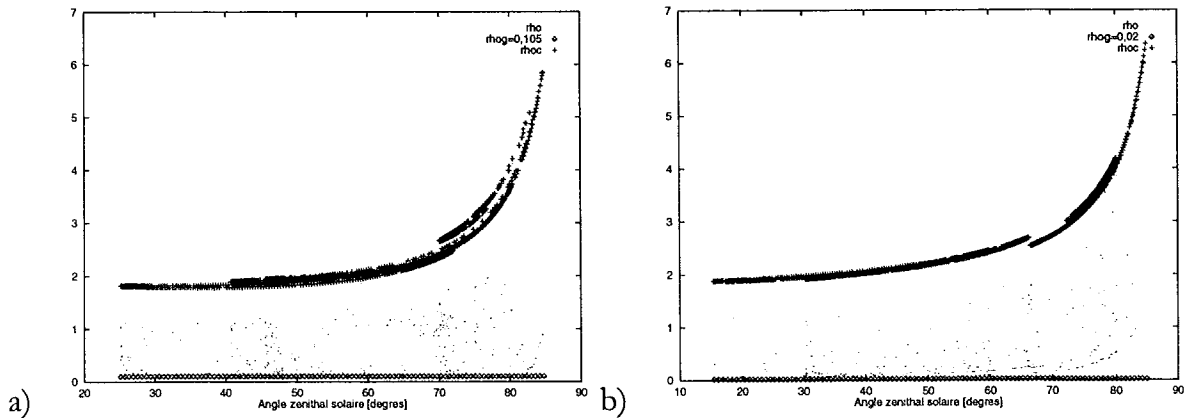 7
6
5
4
3
2
1
0
rho
rhog=0,105
rhoc
20 30 40 50 60 70 80 90
Angle zenithal solaire [degres]
a)
7
6
5
4
3
2
1
0
rho
rhog=0,02
rhoc
10 20 30 40 50 60 70 80 90
Angle zenithal solaire [degres]
b)